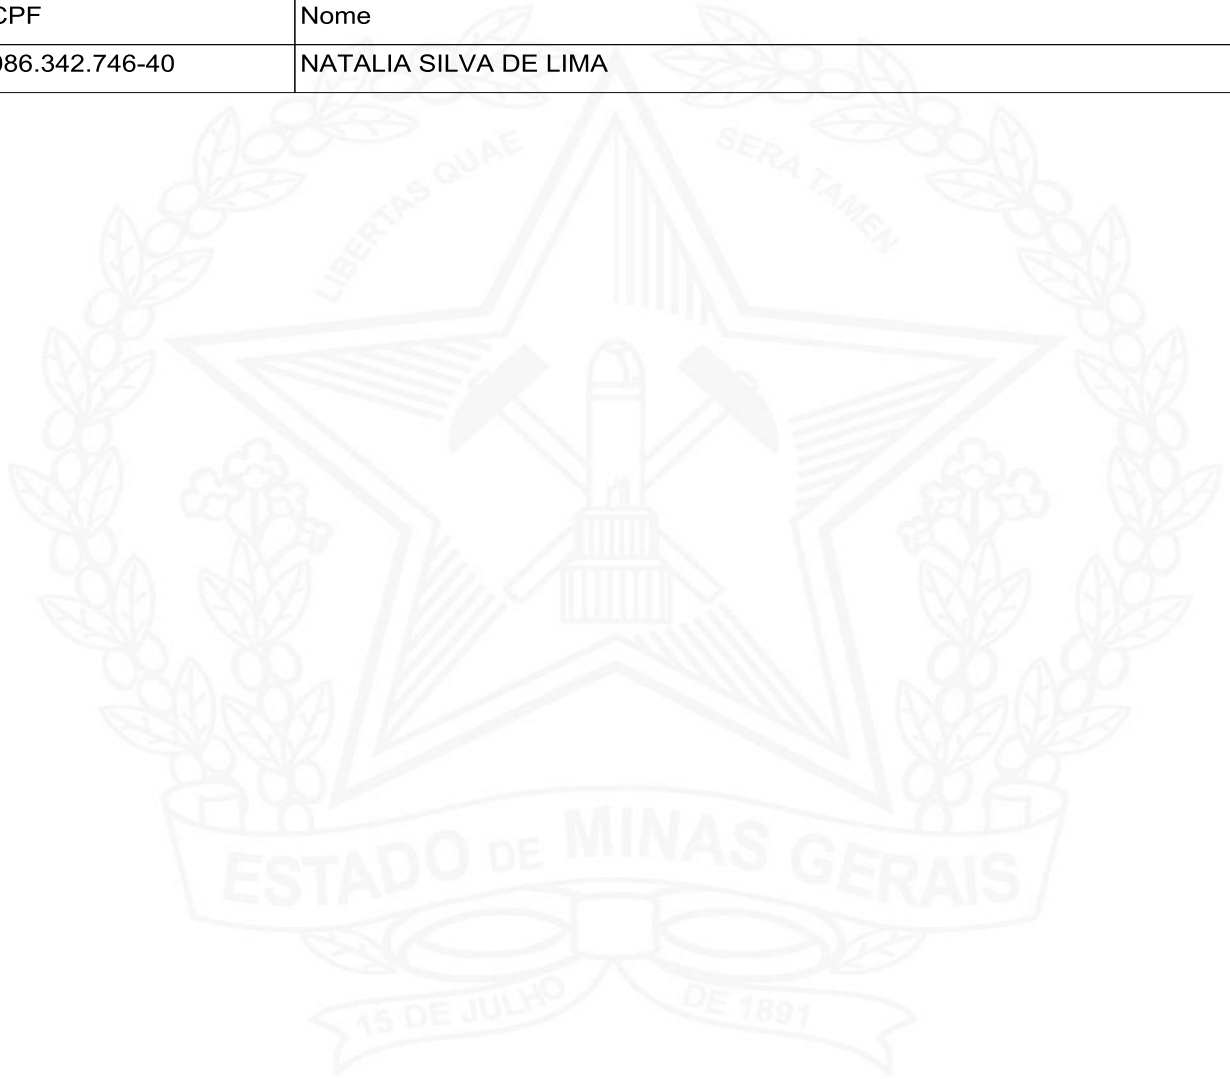 CPF Nome
086.342.746-40 NATALIA SILVA DE LIMA
LIBERTAS QUAE SERA TAMEN
ESTADO DE MINAS GERAIS
15 DE JULHO DE 1891